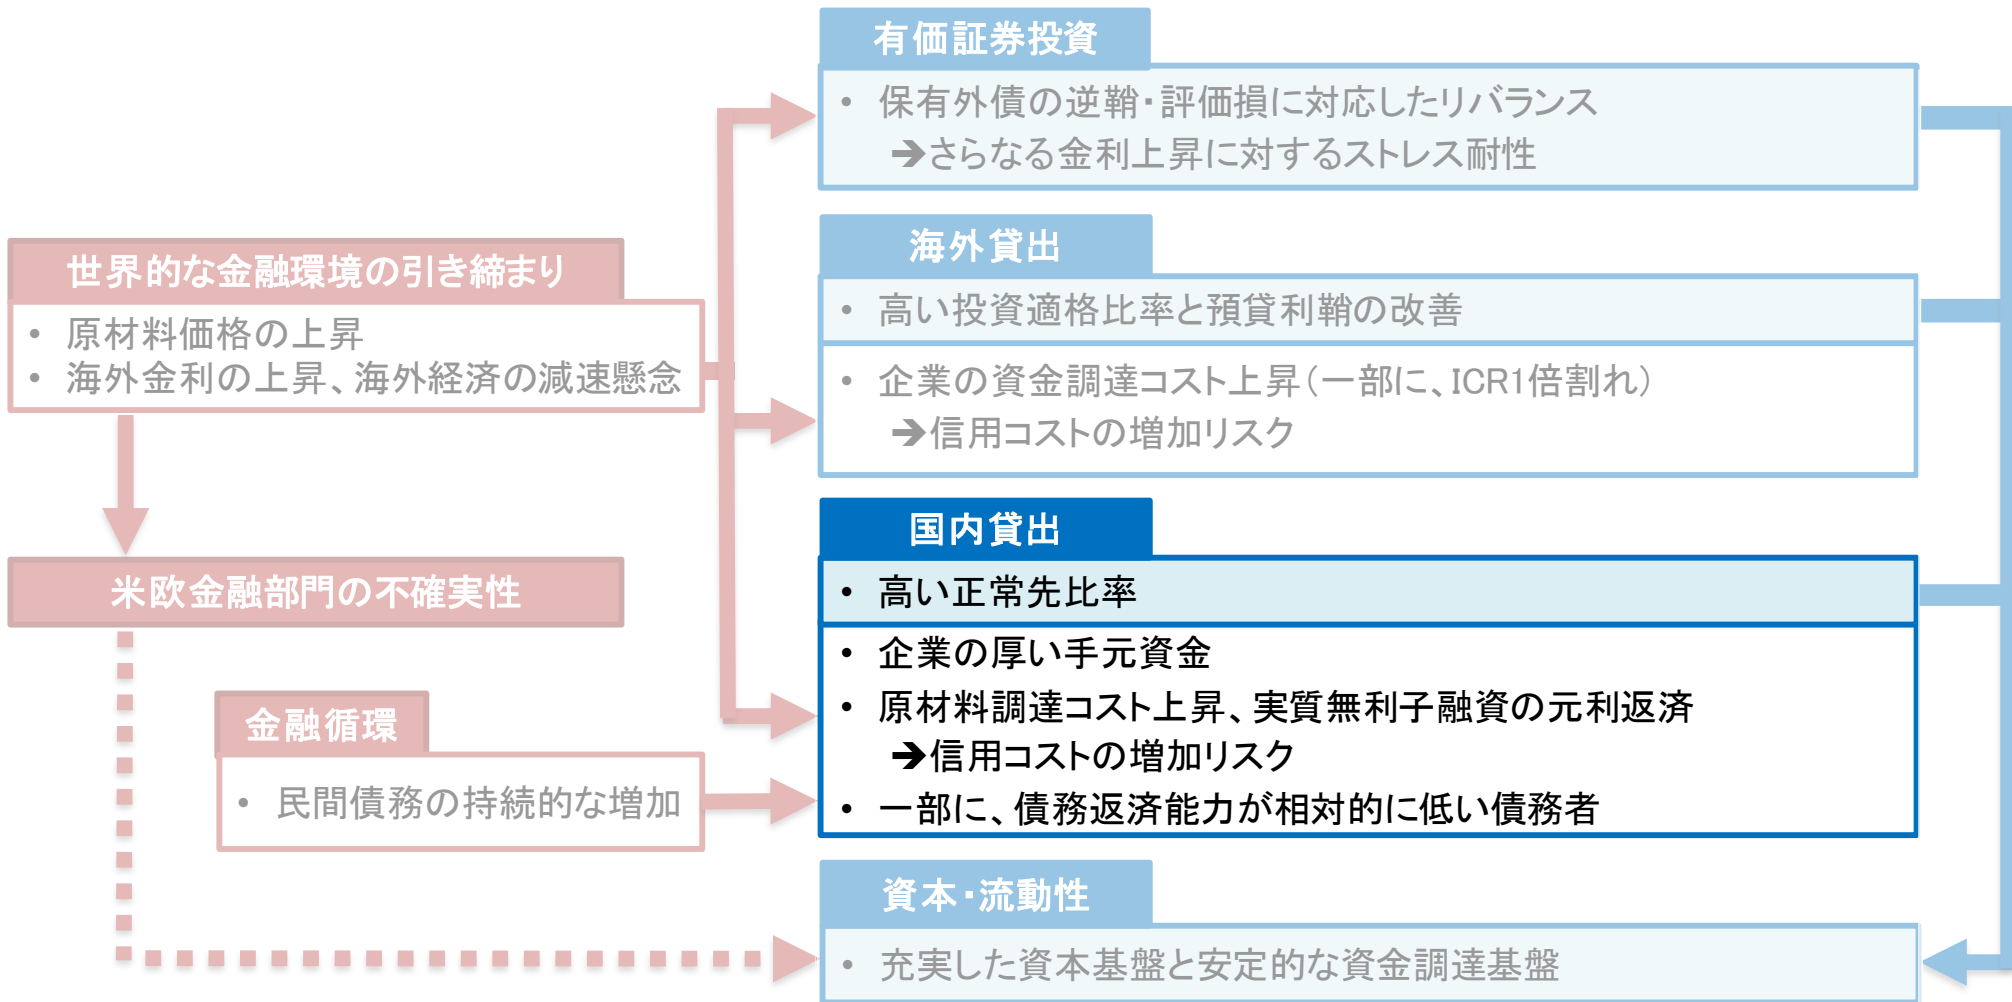 有価証券投資
• 保有外債の逆鞘・評価損に対応したリバランス
➔さらなる金利上昇に対するストレス耐性
世界的な金融環境の引き締まり
• 原材料価格の上昇
• 海外金利の上昇、海外経済の減速懸念
海外貸出
• 高い投資適格比率と預貸利鞘の改善
• 企業の資金調達コスト上昇（一部に、ICR1倍割れ）
➔信用コストの増加リスク
米欧金融部門の不確実性
国内貸出
• 高い正常先比率
• 企業の厚い手元資金
• 原材料調達コスト上昇、実質無利子融資の元利返済
➔信用コストの増加リスク
• 一部に、債務返済能力が相対的に低い債務者
金融循環
• 民間債務の持続的な増加
資本・流動性
• 充実した資本基盤と安定的な資金調達基盤